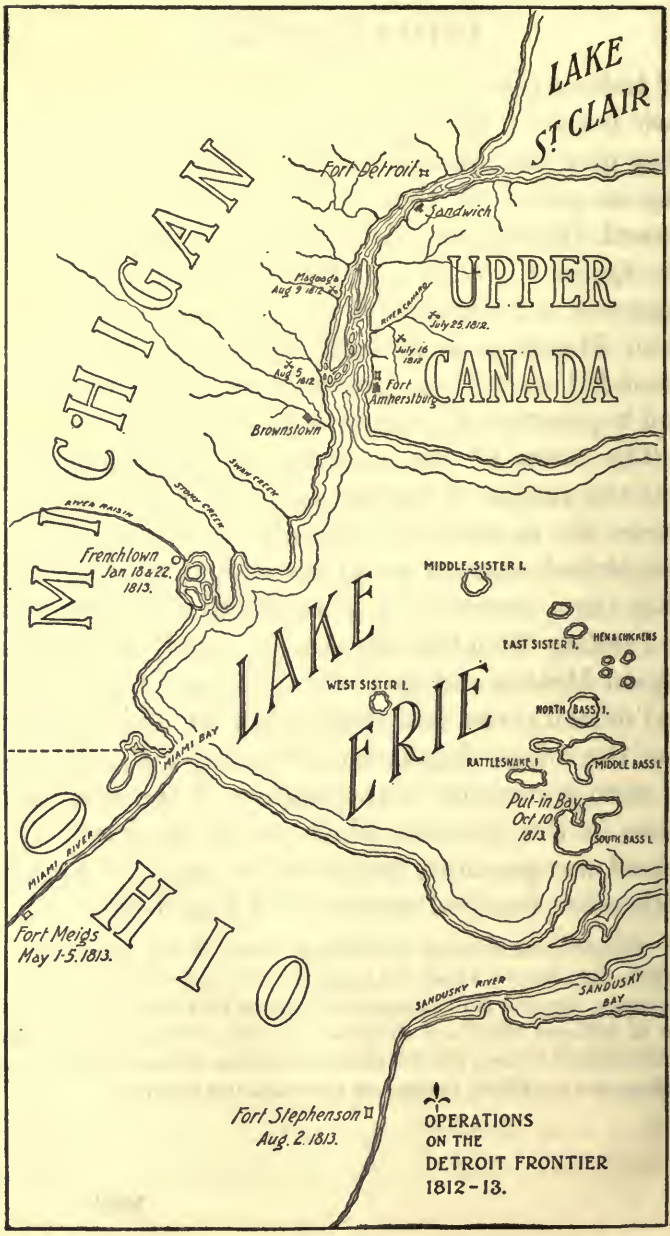 LAKE
ST CLAIR
Fort Detroit
Sandwich
MICHIGAN
UPPER
CANADA
Magaaga
Aug 9 1812
RIVER CANARD
July 25, 1812.
July 16
1812
Aug 5
1812
Fort
Amherstburg
Brownstown
SWAN CREEK
STONY CREEK
RIVER RAISIN
Frenchtown
Jan 18 & 22.
1813.
MIDDLE SISTER I.
LAKE
ERIE
EAST SISTER I.
HEN & CHICKENS
WEST SISTER I.
NORTH BASS I.
MIAMI BAY
RATTLESNAKE I
MIDDLE BASS I.
Put-in Bay
Oct 10
1813.
SOUTH BASS I.
OHIO
MIAMI RIVER
Fort Meigs
May 1-5. 1813.
SANDUSKY RIVER
SANDUSKY
BAY
Fort Stephenson
Aug. 2. 1813.
OPERATIONS
ON THE
DETROIT FRONTIER
1812-13.